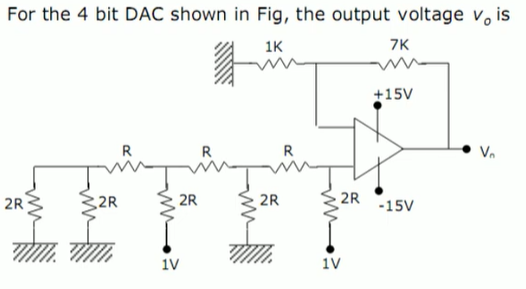 For the 4 bit DAC shown in Fig, the output voltage vₒ is
1K 7K
+15V
R R R Vₙ
2R 2R 2R 2R 2R -15V
1V 1V